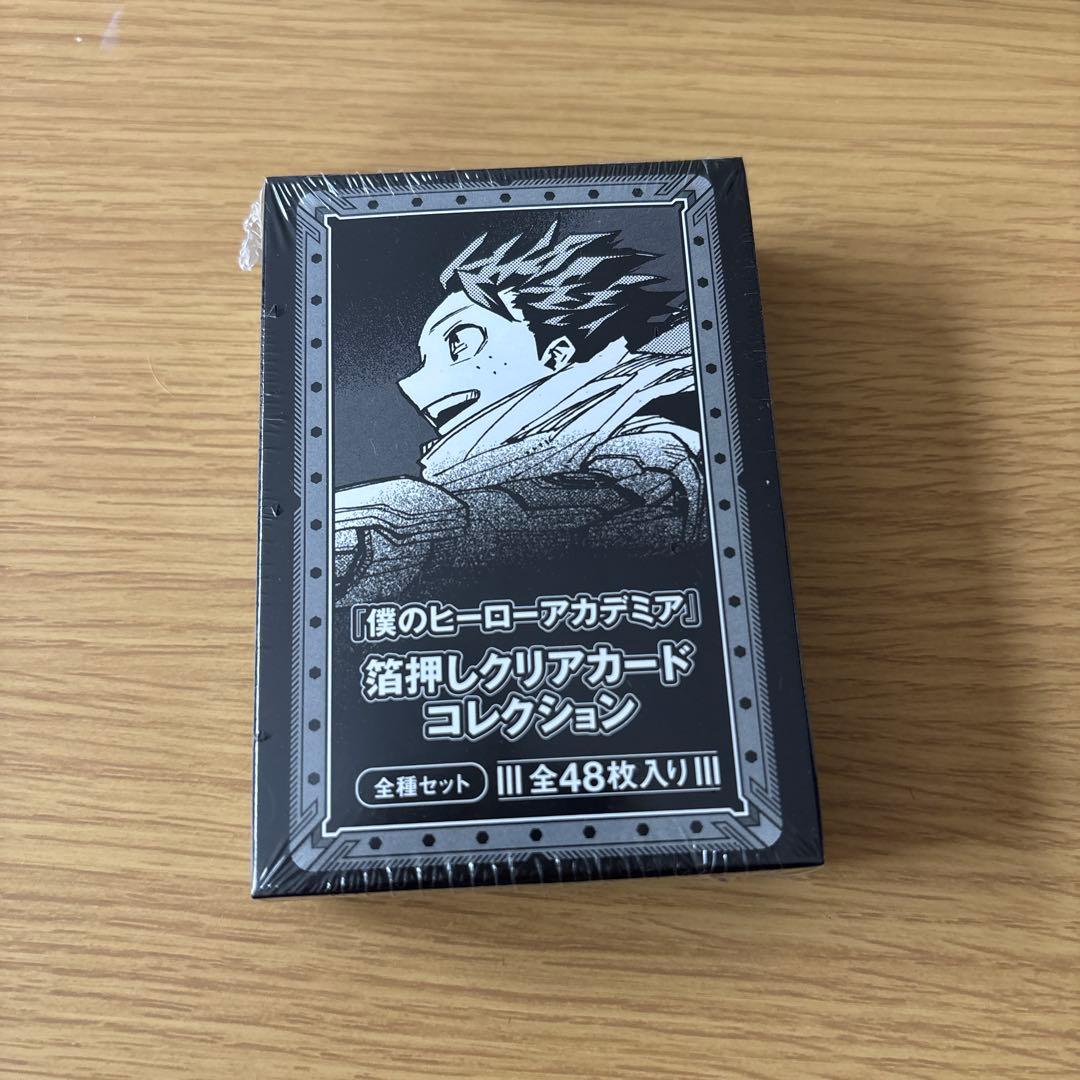 『僕のヒーローアカデミア』
箔押しクリアカード
コレクション
全種セット 全48枚入り